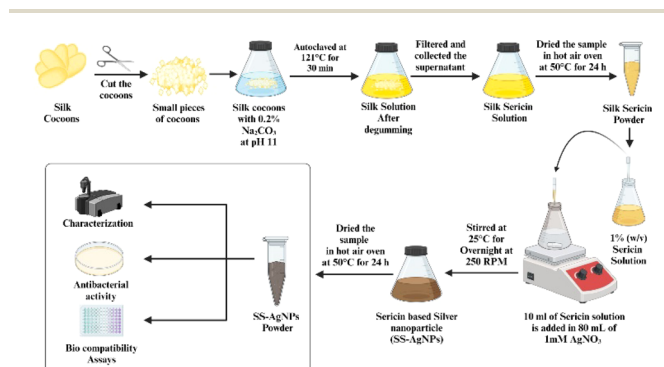 Silk
Cocoons
Cut the
cocoons
Small pieces
of cocoons
Silk cocoons
with 0.2%
Na₂CO₃
at pH 11
Autoclaved at
121°C for
30 min
Silk Solution
After
degumming
Filtered and
collected the
supernatant
Silk Sericin
Solution
Dried the sample
in hot air oven
at 50°C for 24 h
Silk Sericin
Powder
1% (w/v)
Sericin
Solution
10 ml of Sericin solution
is added in 80 mL of
1mM AgNO₃
Stirred at
25°C for
Overnight at
250 RPM
Sericin based Silver
nanoparticle
(SS-AgNPs)
Dried the
sample
in hot air oven
at 50°C for 24 h
SS-AgNPs
Powder
Characterization
Antibacterial
activity
Bio compatibility
Assays